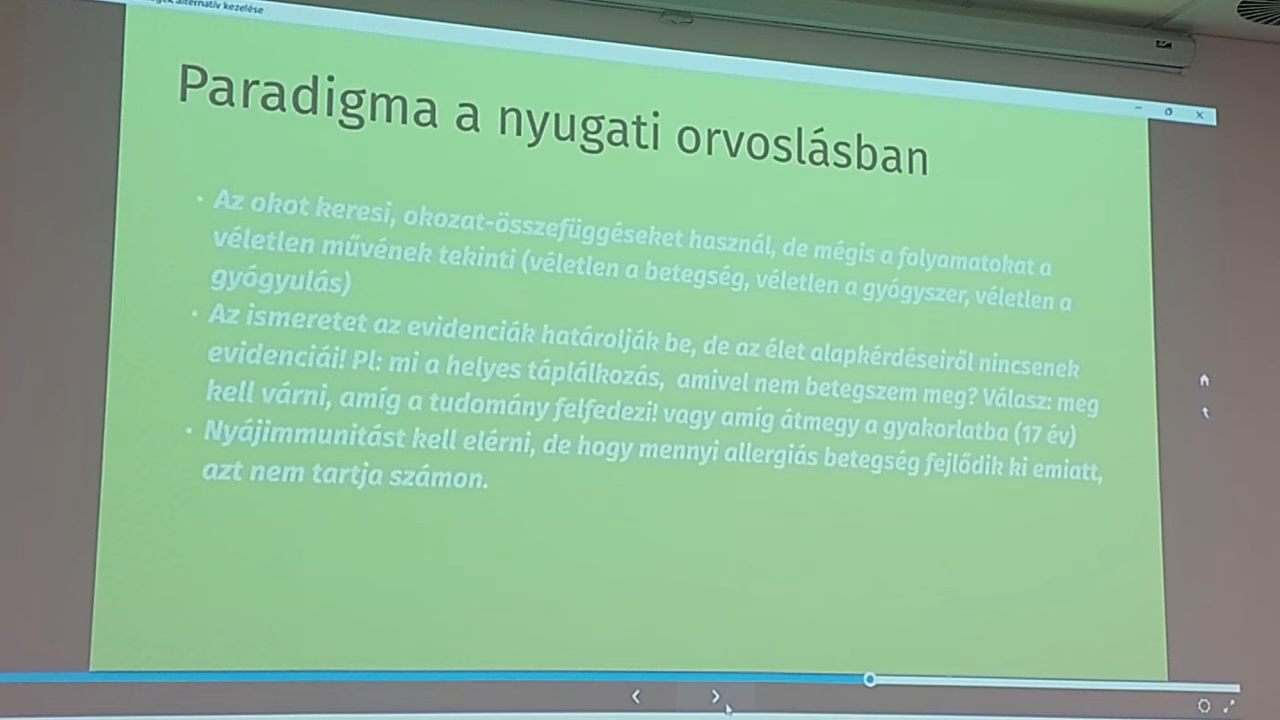 alternatív kezelése
Paradigma a nyugati orvoslásban
• Az okot keresi, okozat-összefüggéseket használ, de mégis a folyamatokat a
véletlen művének tekinti (véletlen a betegség, véletlen a gyógyszer, véletlen a
gyógyulás)
• Az ismeretet az evidenciák határolják be, de az élet alapkérdéseiről nincsenek
evidenciái! Pl: mi a helyes táplálkozás, amivel nem betegszem meg? Válasz: meg
kell várni, amíg a tudomány felfedezi! vagy amíg átmegy a gyakorlatba (17 év)
• Nyájimmunitást kell elérni, de hogy mennyi allergiás betegség fejlődik ki emiatt,
azt nem tartja számon.